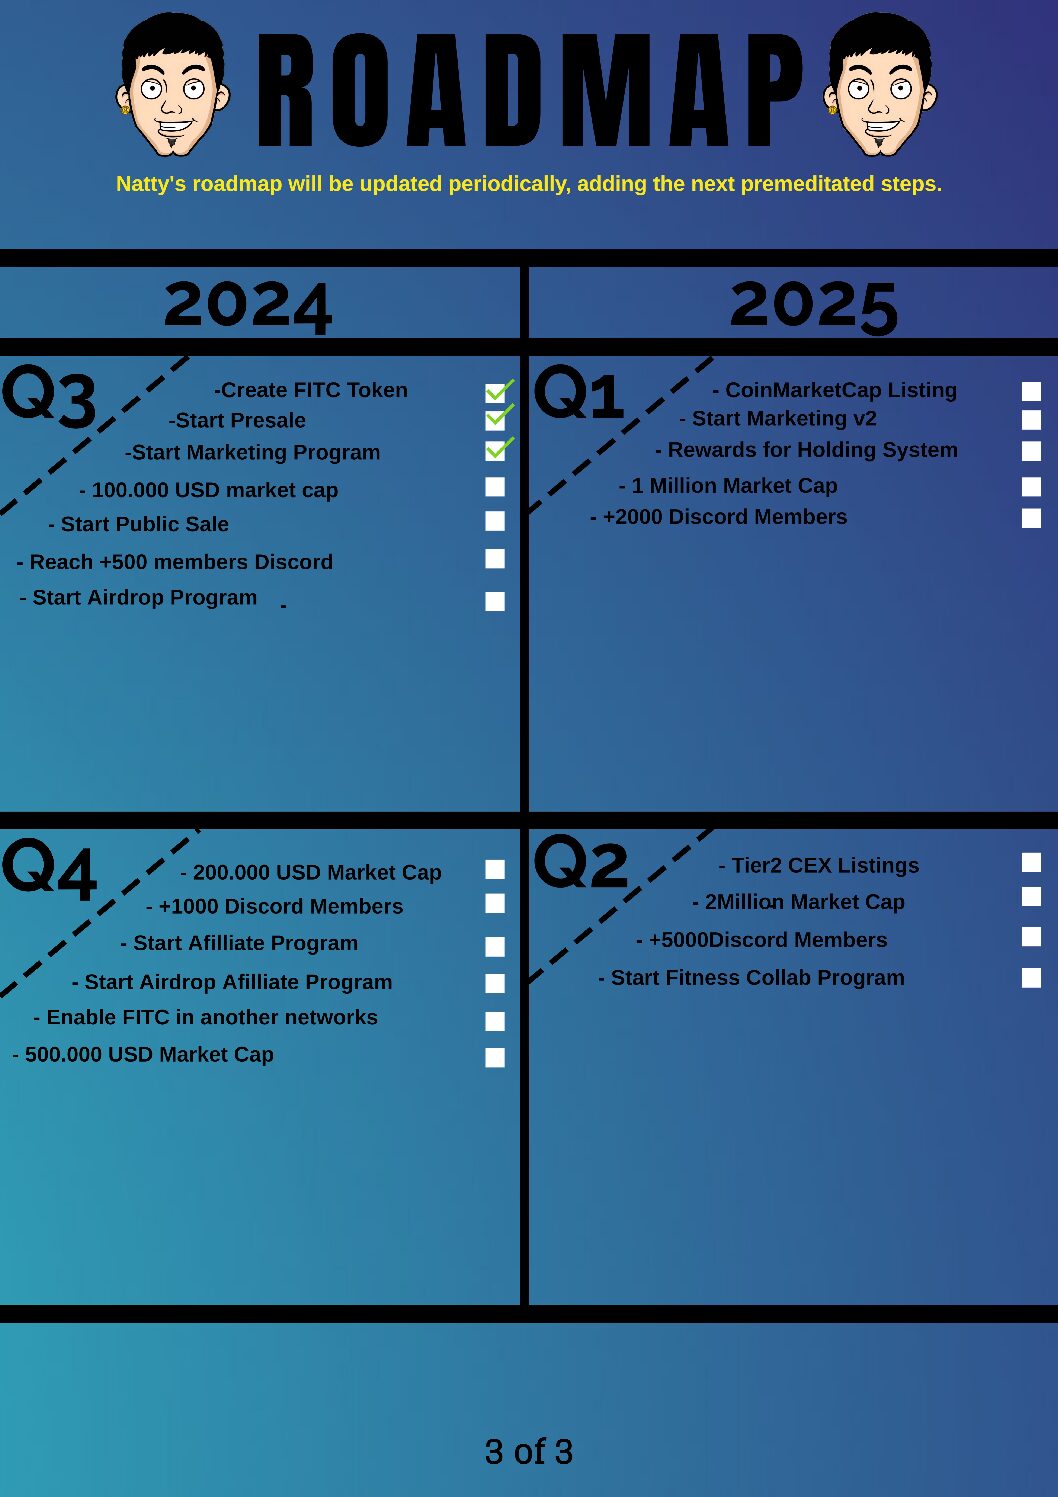 ROADMAP
Natty's roadmap will be updated periodically, adding the next premeditated steps.
2024
Q3
-Create FITC Token
-Start Presale
-Start Marketing Program
- 100.000 USD market cap
- Start Public Sale
- Reach +500 members Discord
- Start Airdrop Program -
Q4
- 200.000 USD Market Cap
- +1000 Discord Members
- Start Afilliate Program
- Start Airdrop Afilliate Program
- Enable FITC in another networks
- 500.000 USD Market Cap
2025
Q1
- CoinMarketCap Listing
- Start Marketing v2
- Rewards for Holding System
- 1 Million Market Cap
- +2000 Discord Members
Q2
- Tier2 CEX Listings
- 2Million Market Cap
- +5000Discord Members
- Start Fitness Collab Program
3 of 3